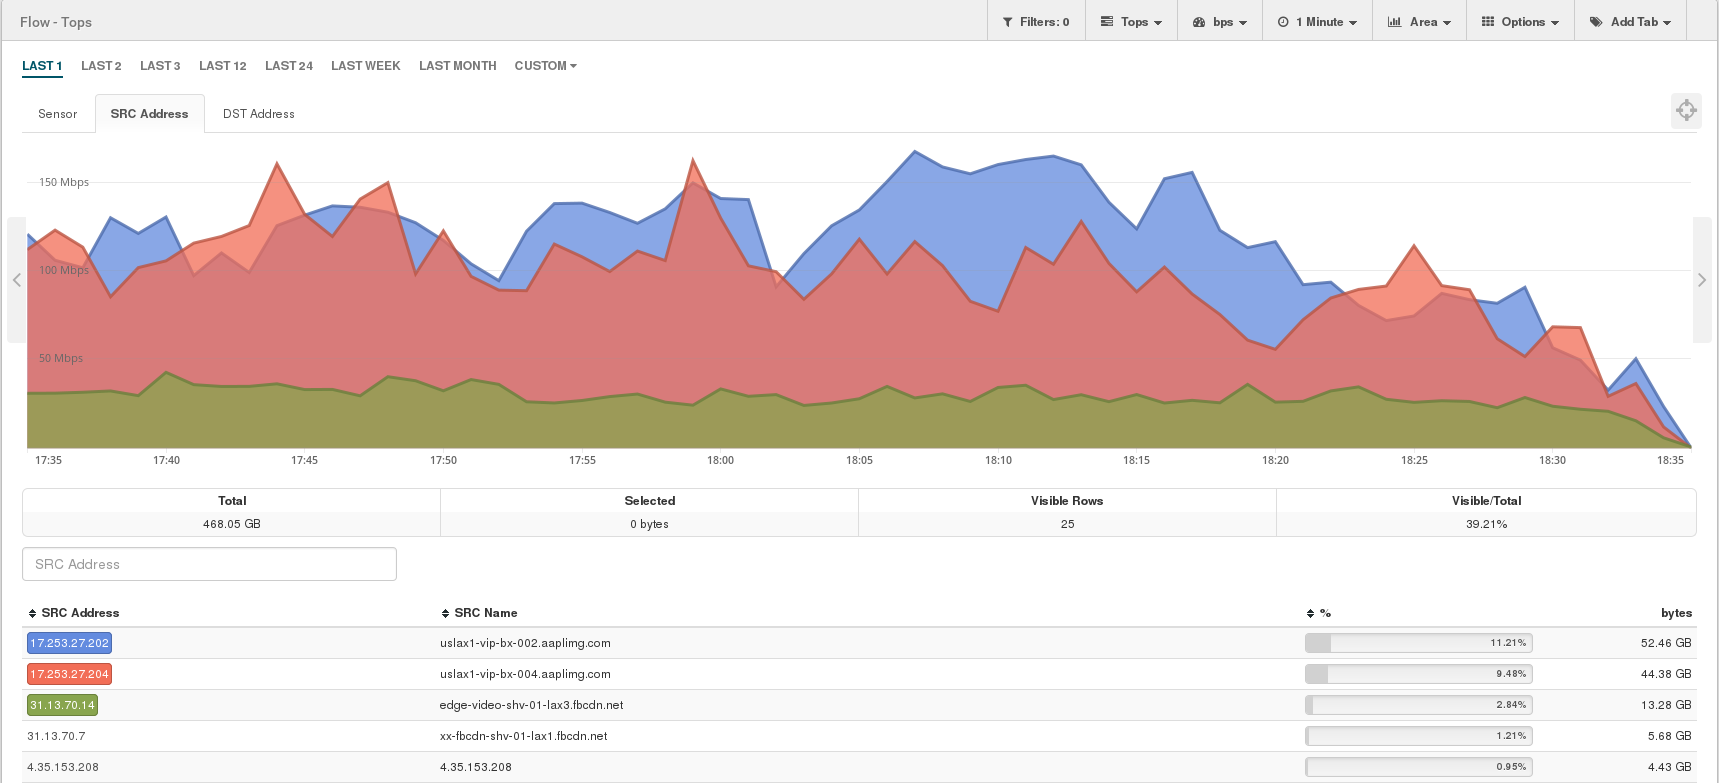 Flow - Tops
Filters: 0 Tops bps 1 Minute Area Options Add Tab
LAST 1 LAST 2 LAST 3 LAST 12 LAST 24 LAST WEEK LAST MONTH CUSTOM
Sensor SRC Address DST Address
150 Mbps
100 Mbps
50 Mbps
17:35 17:40 17:45 17:50 17:55 18:00 18:05 18:10 18:15 18:20 18:25 18:30 18:35
Total Selected Visible Rows Visible/Total
468.05 GB 0 bytes 25 39.21%
SRC Address
SRC Address SRC Name % bytes
17.253.27.202 uslax1-vip-bx-002.aaplimg.com 11.21% 52.46 GB
17.253.27.204 uslax1-vip-bx-004.aaplimg.com 9.48% 44.38 GB
31.13.70.14 edge-video-shv-01-lax3.fbcdn.net 2.84% 13.28 GB
31.13.70.7 xx-fbcdn-shv-01-lax1.fbcdn.net 1.21% 5.68 GB
4.35.153.208 4.35.153.208 0.95% 4.43 GB